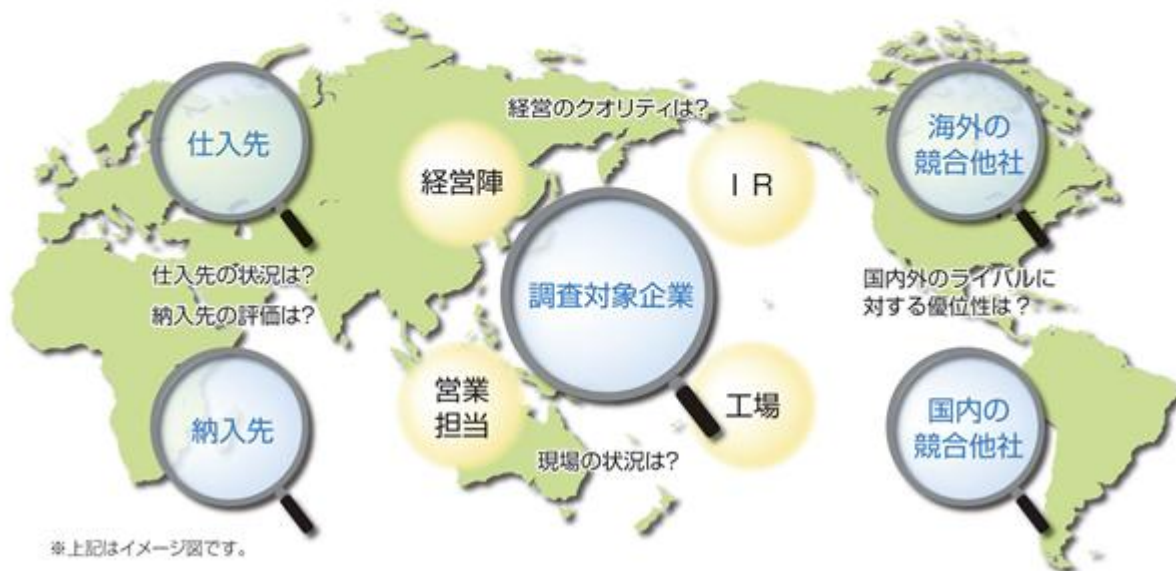 仕入先
仕入先の状況は?
納入先の評価は?
納入先
経営のクオリティは?
経営陣
ＩＲ
調査対象企業
営業
担当
工場
現場の状況は?
海外の
競合他社
国内外のライバルに
対する優位性は？
国内の
競合他社
※上記はイメージ図です。